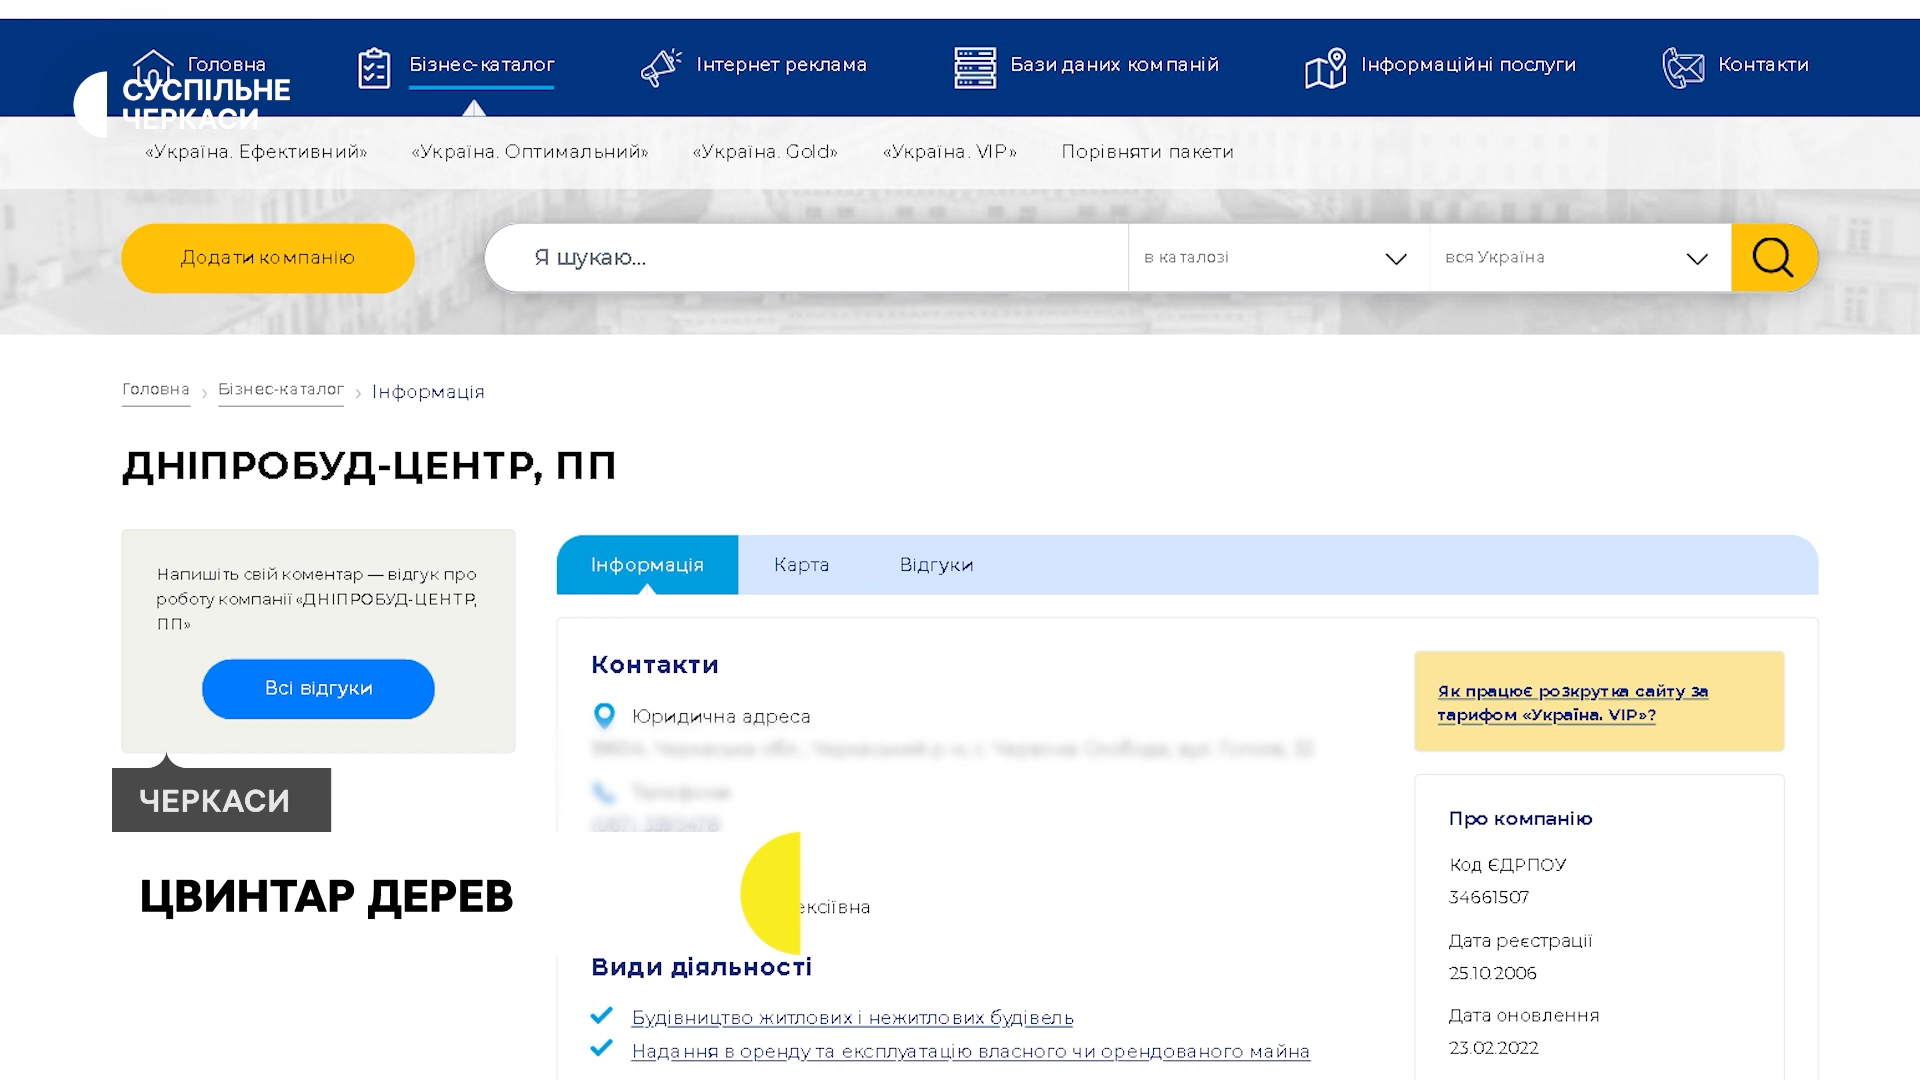 Головна
Бізнес-каталог
Інтернет реклама
Бази даних компаній
Інформаційні послуги
Контакти
СУСПІЛЬНЕ
ЧЕРКАСИ
«Україна. Ефективний»
«Україна. Оптимальний»
«Україна. Gold»
«Україна. VIP»
Порівняти пакети
Додати компанію
Я шукаю...
в каталозі
вся Україна
Головна › Бізнес-каталог › Інформація
ДНІПРОБУД-ЦЕНТР, ПП
Напишіть свій коментар — відгук про
роботу компанії «ДНІПРОБУД-ЦЕНТР,
ПП»
Всі відгуки
Інформація
Карта
Відгуки
Контакти
Юридична адреса
ексіївна
Види діяльності
Будівництво житлових і нежитлових будівель
Надання в оренду та експлуатацію власного чи орендованого майна
Як працює розкрутка сайту за
тарифом «Україна. VIP»?
Про компанію
Код ЄДРПОУ
34661507
Дата реєстрації
25.10.2006
Дата оновлення
23.02.2022
ЧЕРКАСИ
ЦВИНТАР ДЕРЕВ